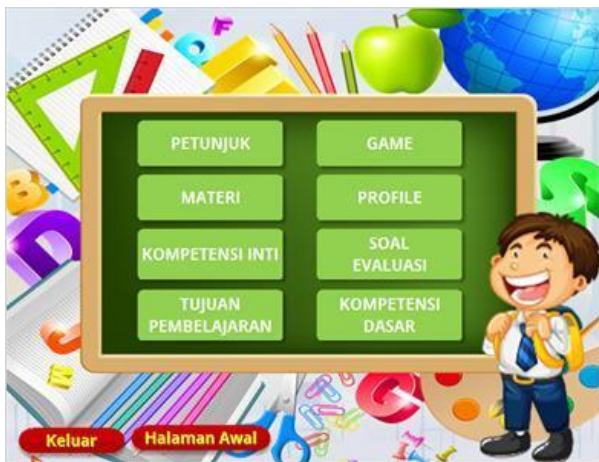 PETUNJUK
GAME
MATERI
PROFILE
KOMPETENSI INTI
SOAL
EVALUASI
TUJUAN
PEMBELAJARAN
KOMPETENSI
DASAR
Keluar
Halaman Awal